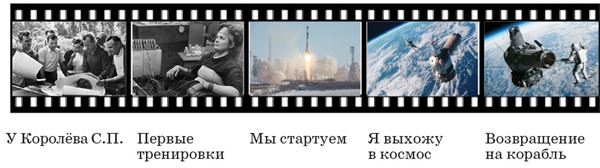 У Королёва С.П.
Первые
тренировки
Мы стартуем
Я выхожу
в космос
Возвращение
на корабль